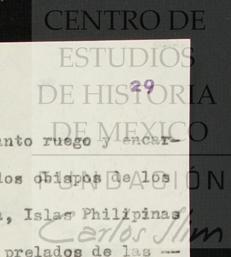 CENTRO DE
ESTUDIOS
29
DE HISTORIA
DE MEXICO
anto ruego y encar-
los obispos de los
FUNDACIÓN
a, Islas Philipinas
Carlos Slim
prelados de las --